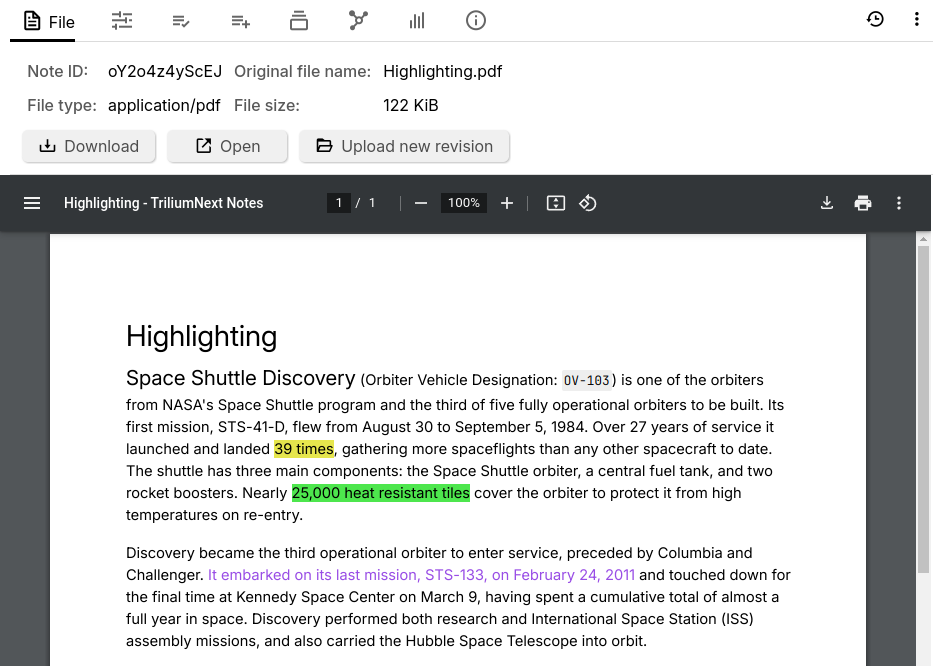 File
Note ID: oY2o4z4yScEJ Original file name: Highlighting.pdf
File type: application/pdf File size: 122 KiB
Download Open Upload new revision
Highlighting - TriliumNext Notes 1 / 1 100%
Highlighting
Space Shuttle Discovery (Orbiter Vehicle Designation: OV-103) is one of the orbiters
from NASA's Space Shuttle program and the third of five fully operational orbiters to be built. Its
first mission, STS-41-D, flew from August 30 to September 5, 1984. Over 27 years of service it
launched and landed 39 times, gathering more spaceflights than any other spacecraft to date.
The shuttle has three main components: the Space Shuttle orbiter, a central fuel tank, and two
rocket boosters. Nearly 25,000 heat resistant tiles cover the orbiter to protect it from high
temperatures on re-entry.
Discovery became the third operational orbiter to enter service, preceded by Columbia and
Challenger. It embarked on its last mission, STS-133, on February 24, 2011 and touched down for
the final time at Kennedy Space Center on March 9, having spent a cumulative total of almost a
full year in space. Discovery performed both research and International Space Station (ISS)
assembly missions, and also carried the Hubble Space Telescope into orbit.